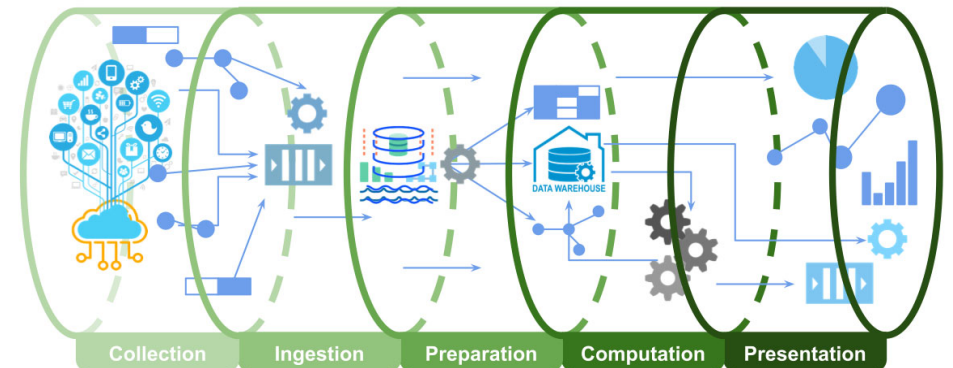 DATA WAREHOUSE
Collection
Ingestion
Preparation
Computation
Presentation